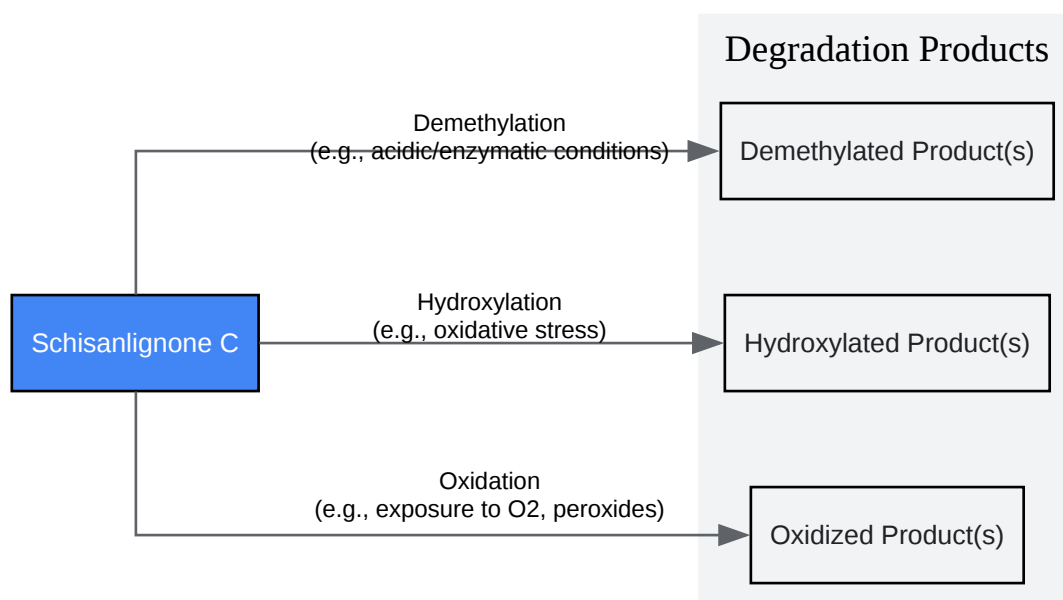 Degradation Products
Demethylation
(e.g., acidic/enzymatic conditions)
Demethylated Product(s)
Schisanlignone C
Hydroxylation
(e.g., oxidative stress)
Hydroxylated Product(s)
Oxidation
(e.g., exposure to O2, peroxides)
Oxidized Product(s)